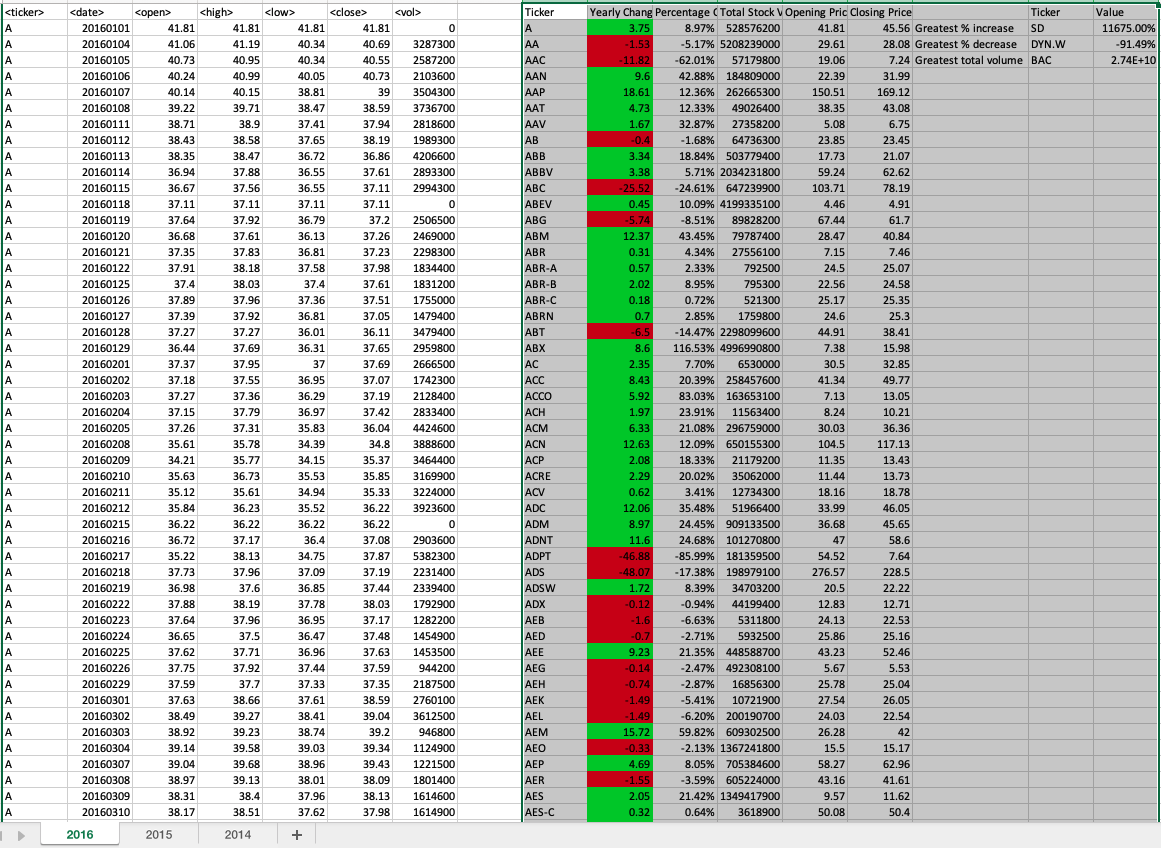 <ticker> <date> <open> <high> <low> <close> <vol> Ticker Yearly Chang Percentage ( Total Stock V Opening Pric Closing Price Ticker Value
A 20160101 41.81 41.81 41.81 41.81 0 A 3.75 8.97% 528576200 41.81 45.56 Greatest % increase SD 11675.00%
A 20160104 41.06 41.19 40.34 40.69 3287300 AA -1.53 -5.17% 5208239000 29.61 28.08 Greatest % decrease DYN.W -91.49%
A 20160105 40.73 40.95 40.34 40.55 2587200 AAC -11.82 -62.01% 57179800 19.06 7.24 Greatest total volume BAC 2.74E+10
A 20160106 40.24 40.99 40.05 40.73 2103600 AAN 9.6 42.88% 184809000 22.39 31.99
A 20160107 40.14 40.15 38.81 39 3504300 AAP 18.61 12.36% 262665300 150.51 169.12
A 20160108 39.22 39.71 38.47 38.59 3736700 AAT 4.73 12.33% 49026400 38.35 43.08
A 20160111 38.71 38.9 37.41 37.94 2818600 AAV 1.67 32.87% 27358200 5.08 6.75
A 20160112 38.43 38.58 37.65 38.19 1989300 AB -0.4 -1.68% 64736300 23.85 23.45
A 20160113 38.35 38.47 36.72 36.86 4206600 ABB 3.34 18.84% 503779400 17.73 21.07
A 20160114 36.94 37.88 36.55 37.61 2893300 ABBV 3.38 5.71% 2034231800 59.24 62.62
A 20160115 36.67 37.56 36.55 37.11 2994300 ABC -25.52 -24.61% 647239900 103.71 78.19
A 20160118 37.11 37.11 37.11 37.11 0 ABEV 0.45 10.09% 4199335100 4.46 4.91
A 20160119 37.64 37.92 36.79 37.2 2506500 ABG -5.74 -8.51% 89828200 67.44 61.7
A 20160120 36.68 37.61 36.13 37.26 2469000 ABM 12.37 43.45% 79787400 28.47 40.84
A 20160121 37.35 37.83 36.81 37.23 2298300 ABR 0.31 4.34% 27556100 7.15 7.46
A 20160122 37.91 38.18 37.58 37.98 1834400 ABR-A 0.57 2.33% 792500 24.5 25.07
A 20160125 37.4 38.03 37.4 37.61 1831200 ABR-B 2.02 8.95% 795300 22.56 24.58
A 20160126 37.89 37.96 37.36 37.51 1755000 ABR-C 0.18 0.72% 521300 25.17 25.35
A 20160127 37.39 37.92 36.81 37.05 1479400 ABRN 0.7 2.85% 1759800 24.6 25.3
A 20160128 37.27 37.27 36.01 36.11 3479400 ABT -6.5 -14.47% 2298099600 44.91 38.41
A 20160129 36.44 37.69 36.31 37.65 2959800 ABX 8.6 116.53% 4996990800 7.38 15.98
A 20160201 37.37 37.95 37 37.69 2666500 AC 2.35 7.70% 6530000 30.5 32.85
A 20160202 37.18 37.55 36.95 37.07 1742300 ACC 8.43 20.39% 258457600 41.34 49.77
A 20160203 37.27 37.36 36.29 37.19 2128400 ACCO 5.92 83.03% 163653100 7.13 13.05
A 20160204 37.15 37.79 36.97 37.42 2833400 ACH 1.97 23.91% 11563400 8.24 10.21
A 20160205 37.26 37.31 35.83 36.04 4424600 ACM 6.33 21.08% 296759000 30.03 36.36
A 20160208 35.61 35.78 34.39 34.8 3888600 ACN 12.63 12.09% 650155300 104.5 117.13
A 20160209 34.21 35.77 34.15 35.37 3464400 ACP 2.08 18.33% 21179200 11.35 13.43
A 20160210 35.63 36.73 35.53 35.85 3169900 ACRE 2.29 20.02% 35062000 11.44 13.73
A 20160211 35.12 35.61 34.94 35.33 3224000 ACV 0.62 3.41% 12734300 18.16 18.78
A 20160212 35.84 36.23 35.52 36.22 3923600 ADC 12.06 35.48% 51966400 33.99 46.05
A 20160215 36.22 36.22 36.22 36.22 0 ADM 8.97 24.45% 909133500 36.68 45.65
A 20160216 36.72 37.17 36.4 37.08 2903600 ADNT 11.6 24.68% 101270800 47 58.6
A 20160217 35.22 38.13 34.75 37.87 5382300 ADPT -46.88 -85.99% 181359500 54.52 7.64
A 20160218 37.73 37.96 37.09 37.19 2231400 ADS -48.07 -17.38% 198979100 276.57 228.5
A 20160219 36.98 37.6 36.85 37.44 2339400 ADSW 1.72 8.39% 34703200 20.5 22.22
A 20160222 37.88 38.19 37.78 38.03 1792900 ADX -0.12 -0.94% 44199400 12.83 12.71
A 20160223 37.64 37.96 36.95 37.17 1282200 AEB -1.6 -6.63% 5311800 24.13 22.53
A 20160224 36.65 37.5 36.47 37.48 1454900 AED -0.7 -2.71% 5932500 25.86 25.16
A 20160225 37.62 37.71 36.96 37.63 1453500 AEE 9.23 21.35% 448588700 43.23 52.46
A 20160226 37.75 37.92 37.44 37.59 944200 AEG -0.14 -2.47% 492308100 5.67 5.53
A 20160229 37.59 37.7 37.33 37.35 2187500 AEH -0.74 -2.87% 16856300 25.78 25.04
A 20160301 37.63 38.66 37.61 38.59 2760100 AEK -1.49 -5.41% 10721900 27.54 26.05
A 20160302 38.49 39.27 38.41 39.04 3612500 AEL -1.49 -6.20% 200190700 24.03 22.54
A 20160303 38.92 39.23 38.74 39.2 946800 AEM 15.72 59.82% 609302500 26.28 42
A 20160304 39.14 39.58 39.03 39.34 1124900 AEO -0.33 -2.13% 1367241800 15.5 15.17
A 20160307 39.04 39.68 38.96 39.43 1221500 AEP 4.69 8.05% 705384600 58.27 62.96
A 20160308 38.97 39.13 38.01 38.09 1801400 AER -1.55 -3.59% 605224000 43.16 41.61
A 20160309 38.31 38.4 37.96 38.13 1614600 AES 2.05 21.42% 1349417900 9.57 11.62
A 20160310 38.17 38.51 37.62 37.98 1614900 AES-C 0.32 0.64% 3618900 50.08 50.4
2016 2015 2014 +